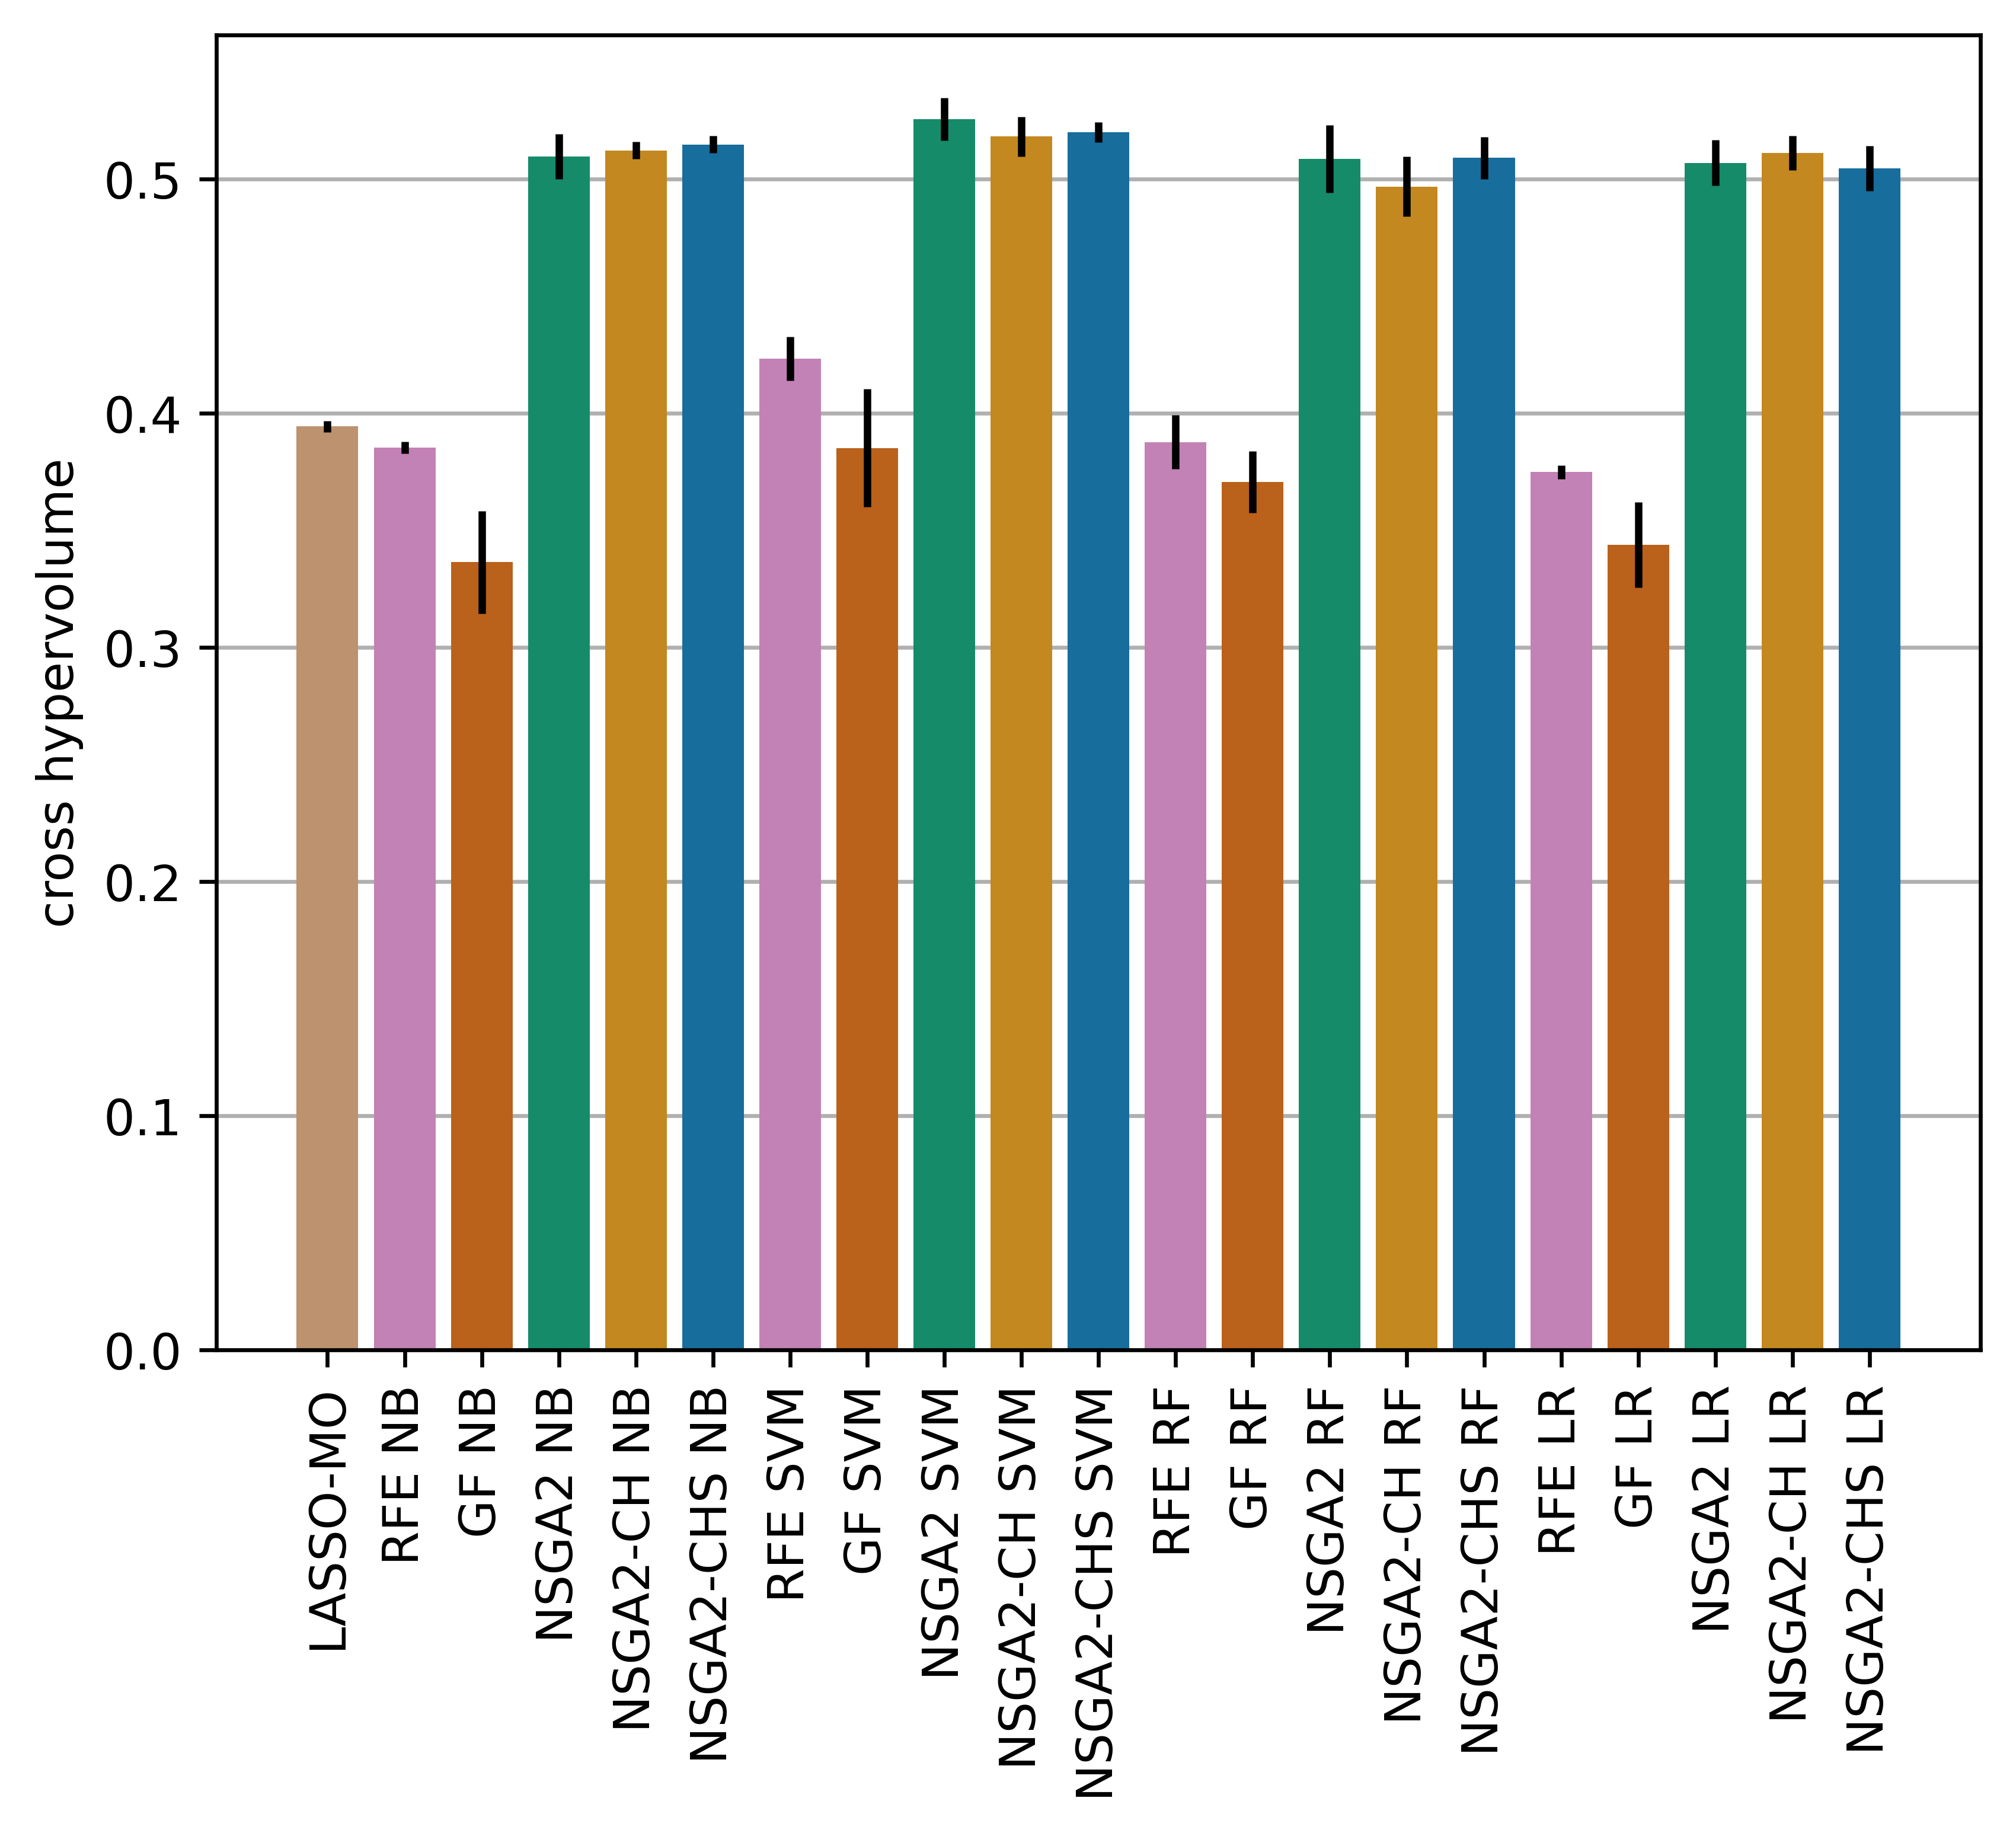 cross hypervolume
0.5
0.4
0.3
0.2
0.1
0.0
LASSO-MO
RFE NB
GF NB
NSGA2 NB
NSGA2-CH NB
NSGA2-CHS NB
RFE SVM
GF SVM
NSGA2 SVM
NSGA2-CH SVM
NSGA2-CHS SVM
RFE RF
GF RF
NSGA2 RF
NSGA2-CH RF
NSGA2-CHS RF
RFE LR
GF LR
NSGA2 LR
NSGA2-CH LR
NSGA2-CHS LR